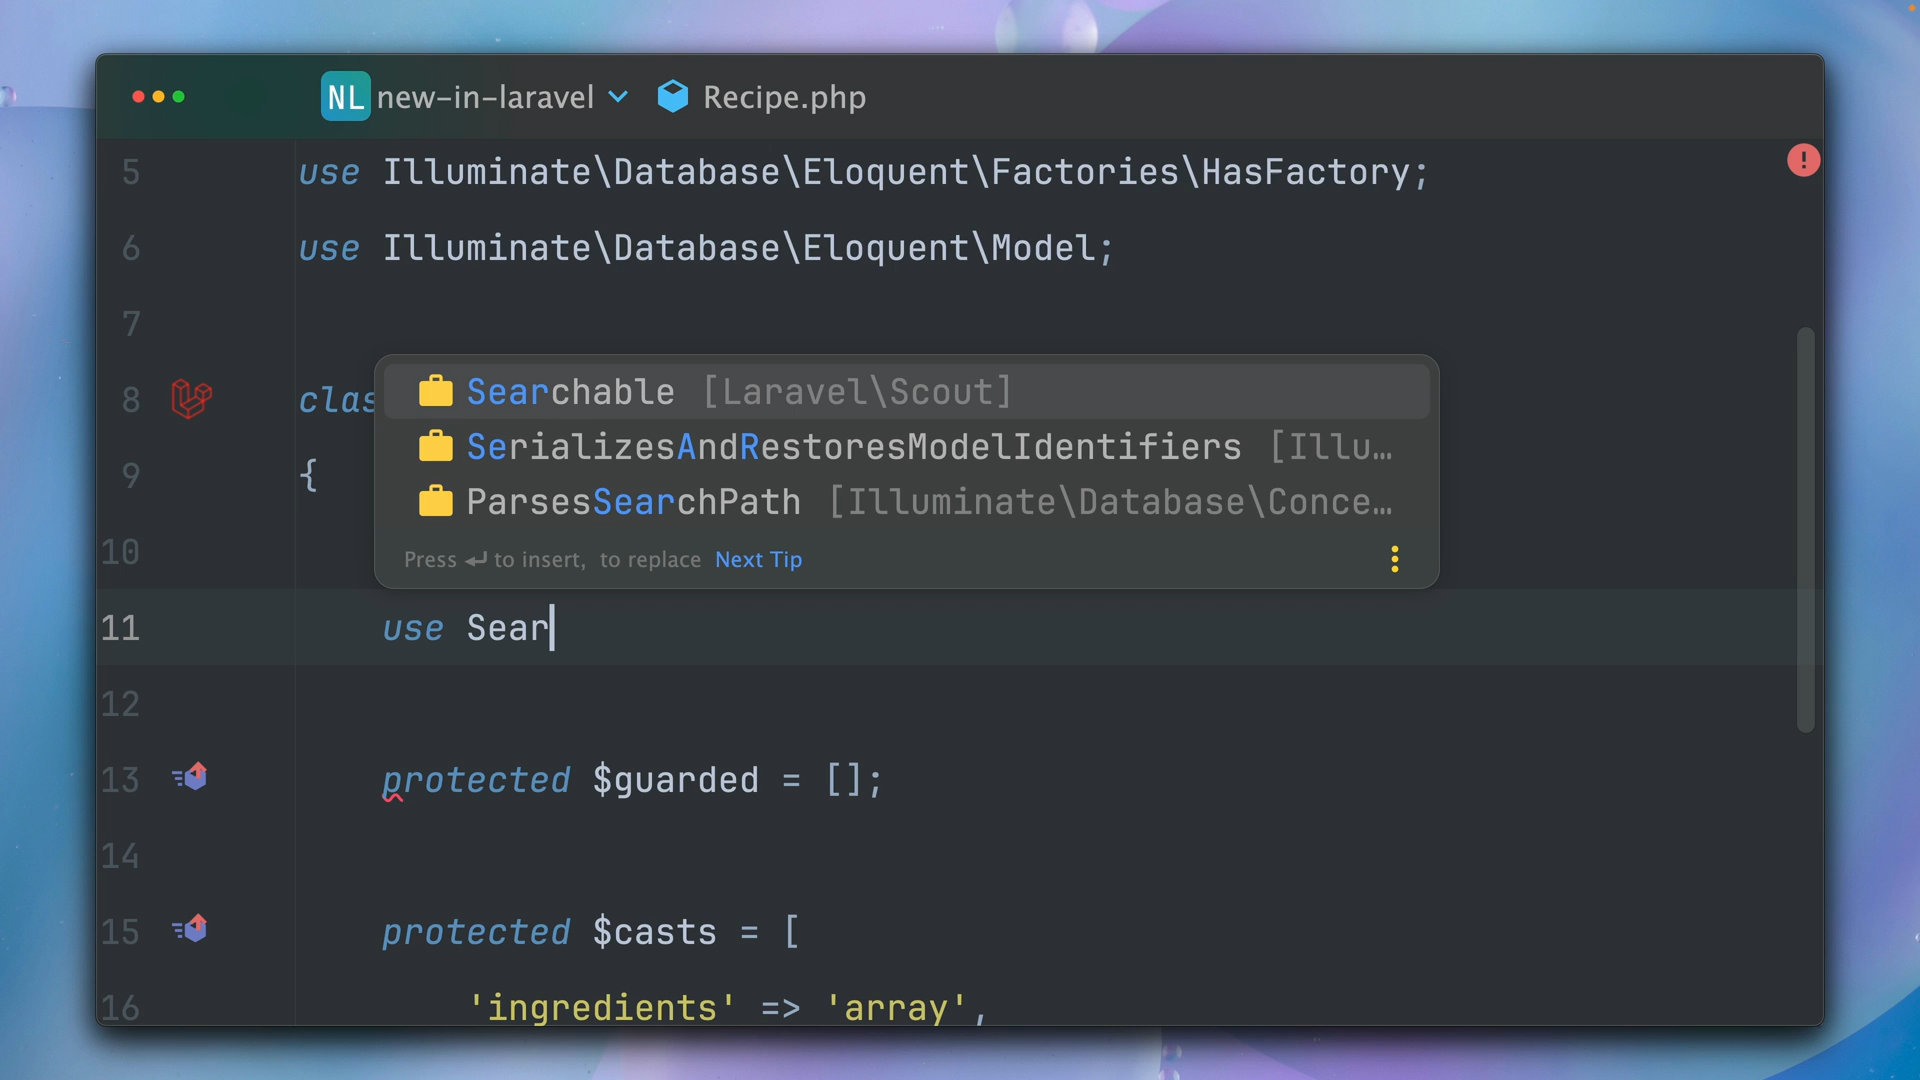 NL new-in-laravel Recipe.php
5 use Illuminate\Database\Eloquent\Factories\HasFactory;
6 use Illuminate\Database\Eloquent\Model;
7
8 clas
Searchable [Laravel\Scout]
SerializesAndRestoresModelIdentifiers [Illu...
9 {
ParsesSearchPath [Illuminate\Database\Conce...
10
Press ↵ to insert, to replace Next Tip
11 use Sear
12
13 protected $guarded = [];
14
15 protected $casts = [
16 'ingredients' => 'array',